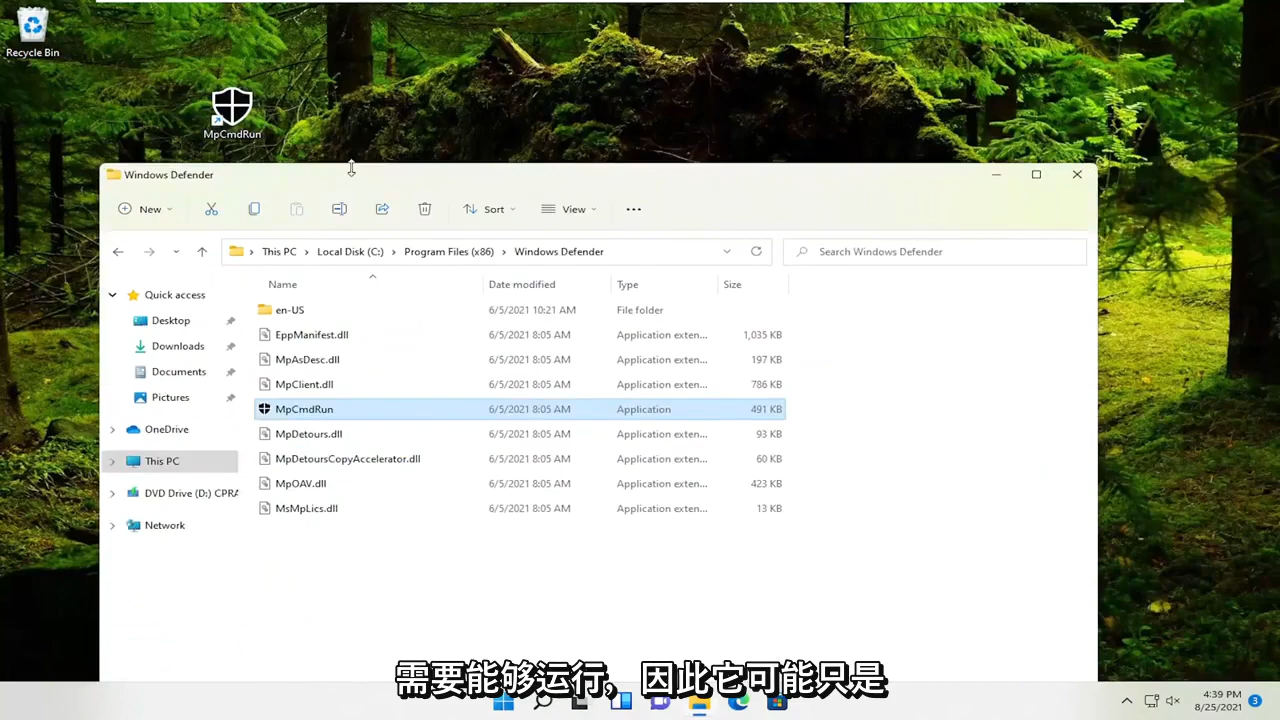 Recycle Bin
MpCmdRun
Windows Defender
New
Sort
View
This PC
Local Disk (C:)
Program Files (x86)
Windows Defender
Search Windows Defender
Name
Date modified
Type
Size
Quick access
Desktop
Downloads
Documents
Pictures
OneDrive
This PC
DVD Drive (D:) CPRA
Network
en-US 6/5/2021 10:21 AM File folder
EppManifest.dll 6/5/2021 8:05 AM Application exten... 1,035 KB
MpAsDesc.dll 6/5/2021 8:05 AM Application exten... 197 KB
MpClient.dll 6/5/2021 8:05 AM Application exten... 786 KB
MpCmdRun 6/5/2021 8:05 AM Application 491 KB
MpDetours.dll 6/5/2021 8:05 AM Application exten... 93 KB
MpDetoursCopyAccelerator.dll 6/5/2021 8:05 AM Application exten... 60 KB
MpOAV.dll 6/5/2021 8:05 AM Application exten... 423 KB
MsMpLics.dll 6/5/2021 8:05 AM Application exten... 13 KB
需要能够运行，因此它可能只是
4:39 PM
8/25/2021
3